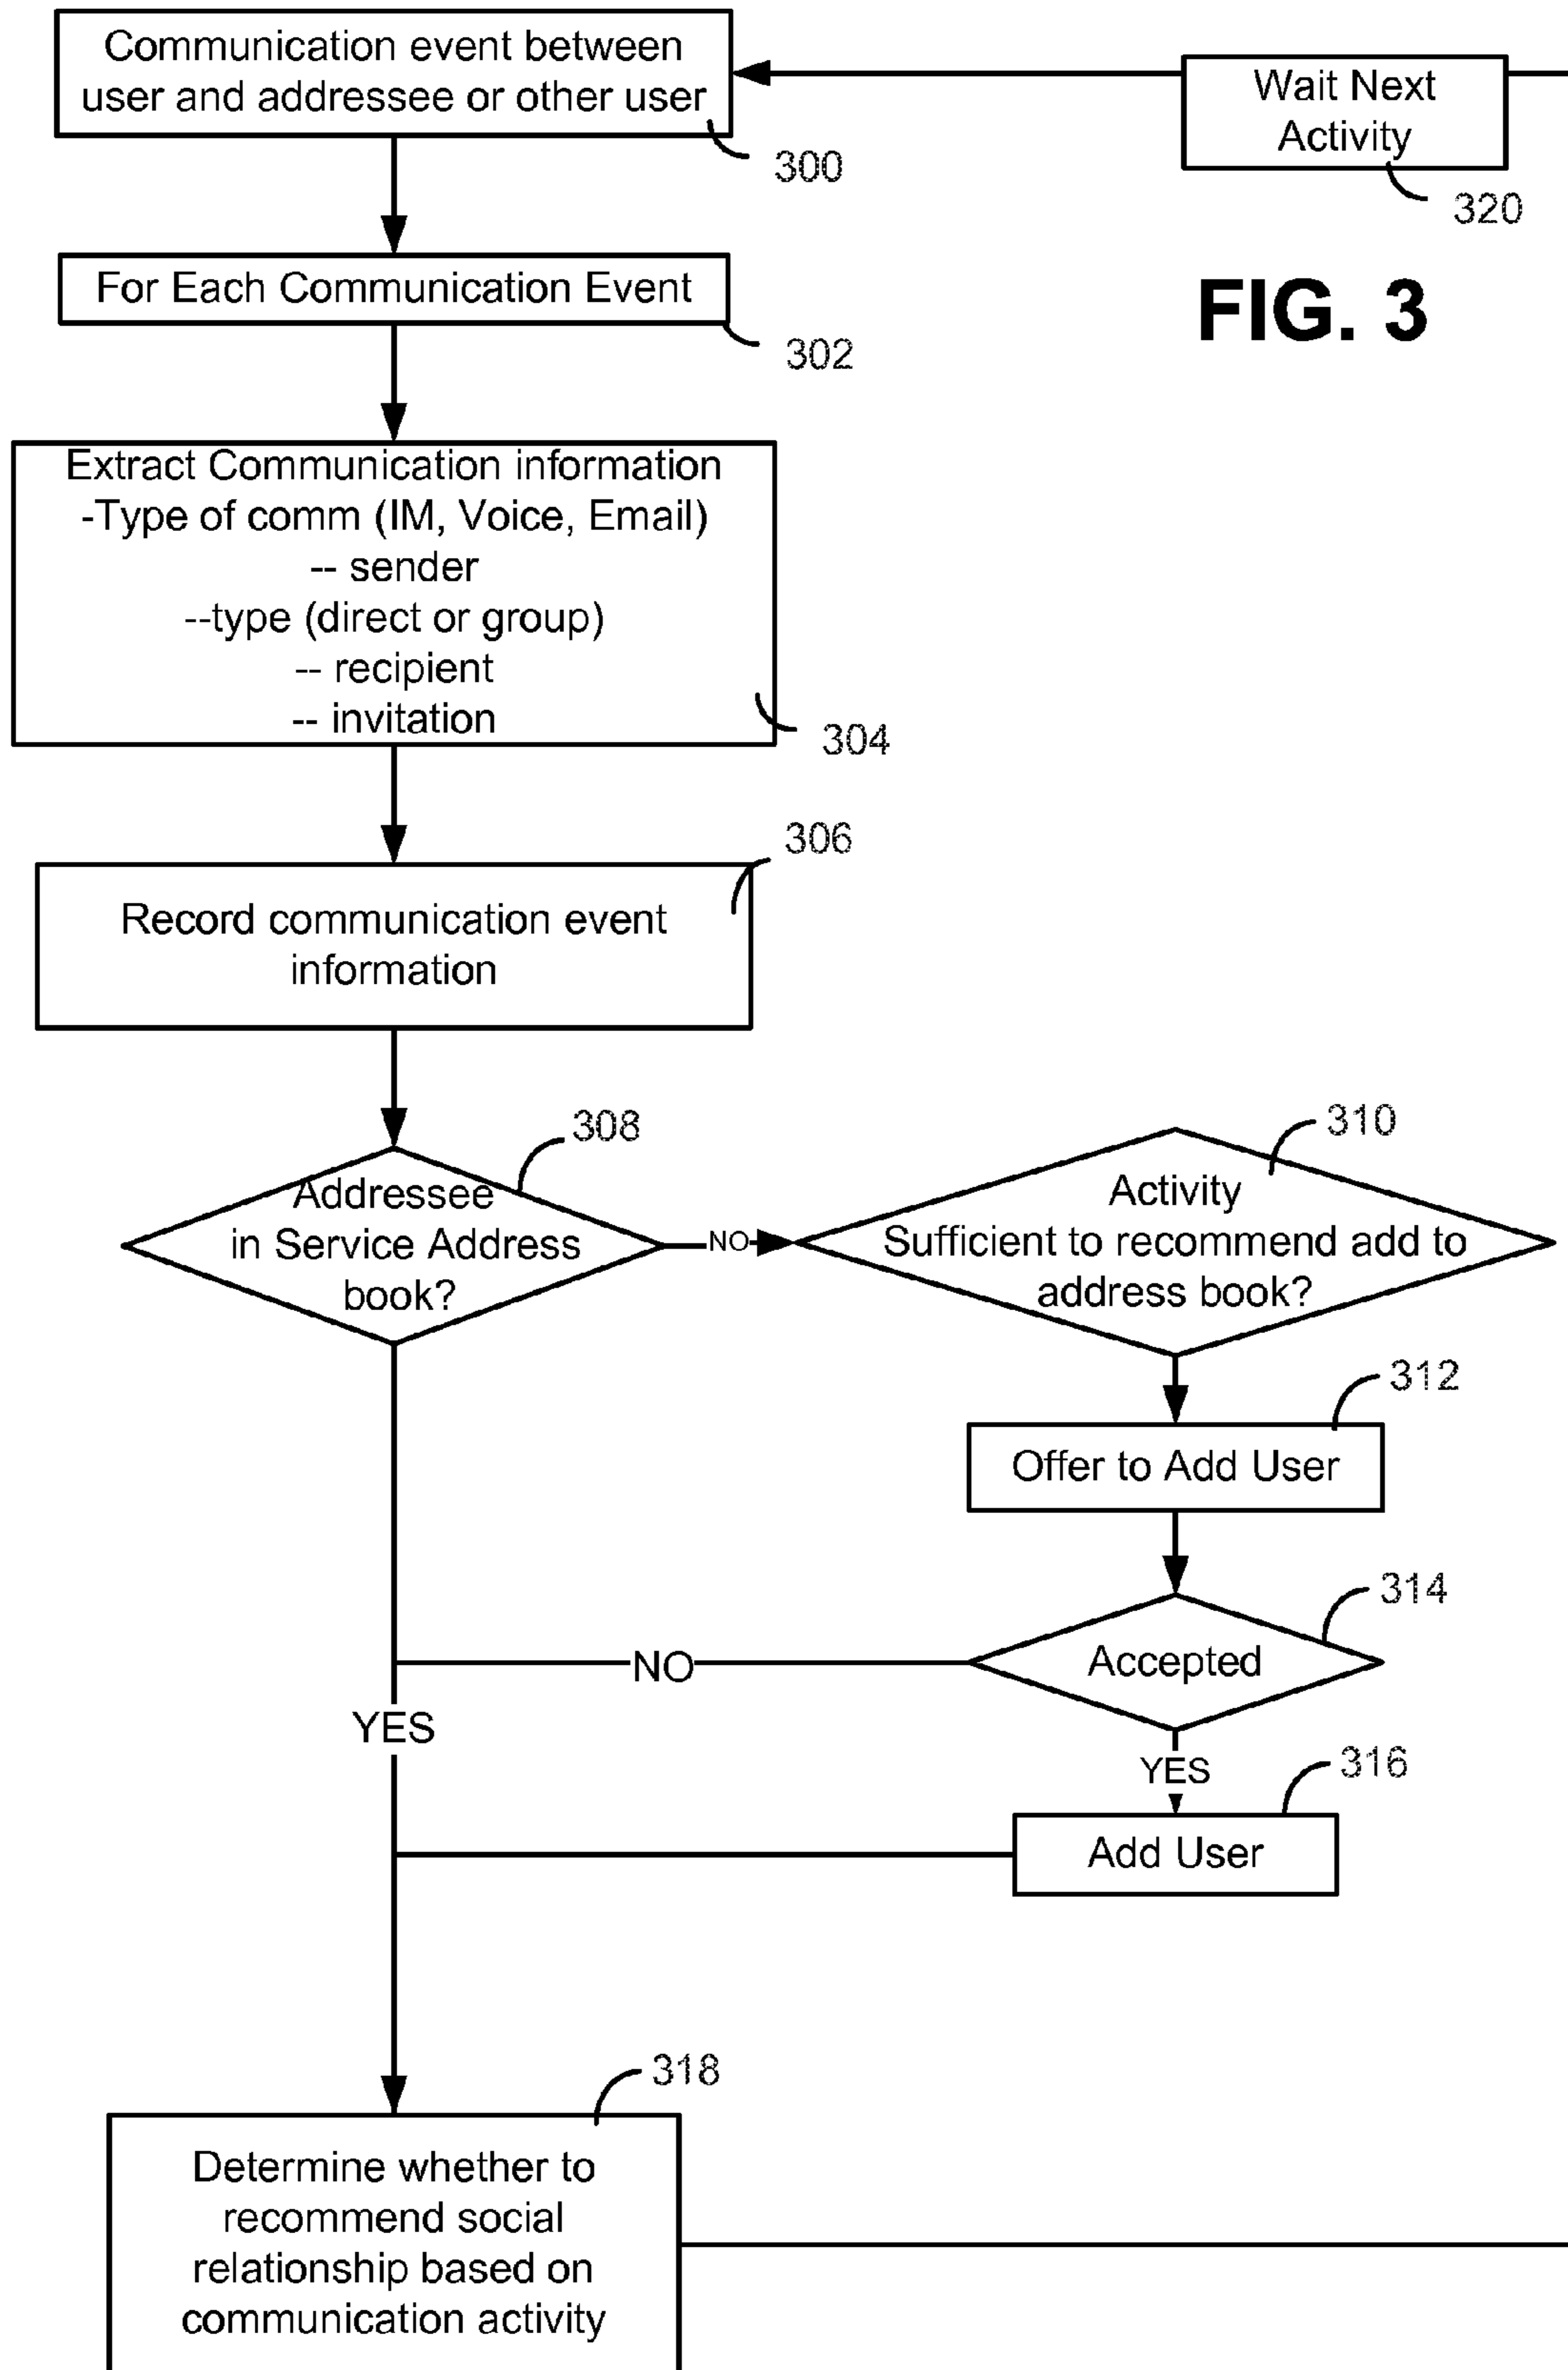 Communication event between
user and addressee or other user
300
Wait Next
Activity
320
FIG. 3
For Each Communication Event
302
Extract Communication information
-Type of comm (IM, Voice, Email)
-- sender
--type (direct or group)
-- recipient
-- invitation
304
306
Record communication event
information
308
Addressee
in Service Address
book?
NO
310
Activity
Sufficient to recommend add to
address book?
312
Offer to Add User
314
Accepted
NO
YES
YES
316
Add User
318
Determine whether to
recommend social
relationship based on
communication activity